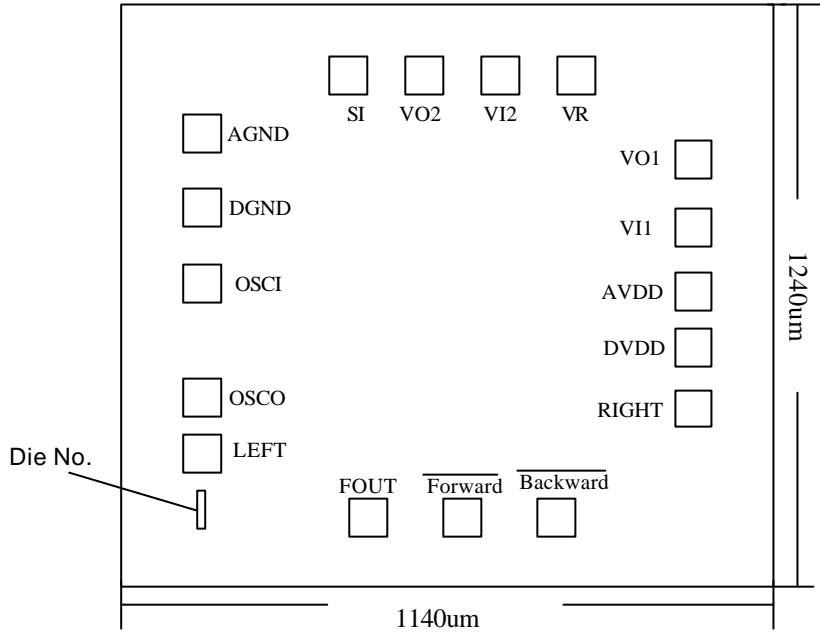 SI VO2 VI2 VR
AGND
VO1
DGND
VI1
OSCI
AVDD
1240um
DVDD
OSCO
RIGHT
LEFT
Die No.
FOUT Forward Backward
1140um